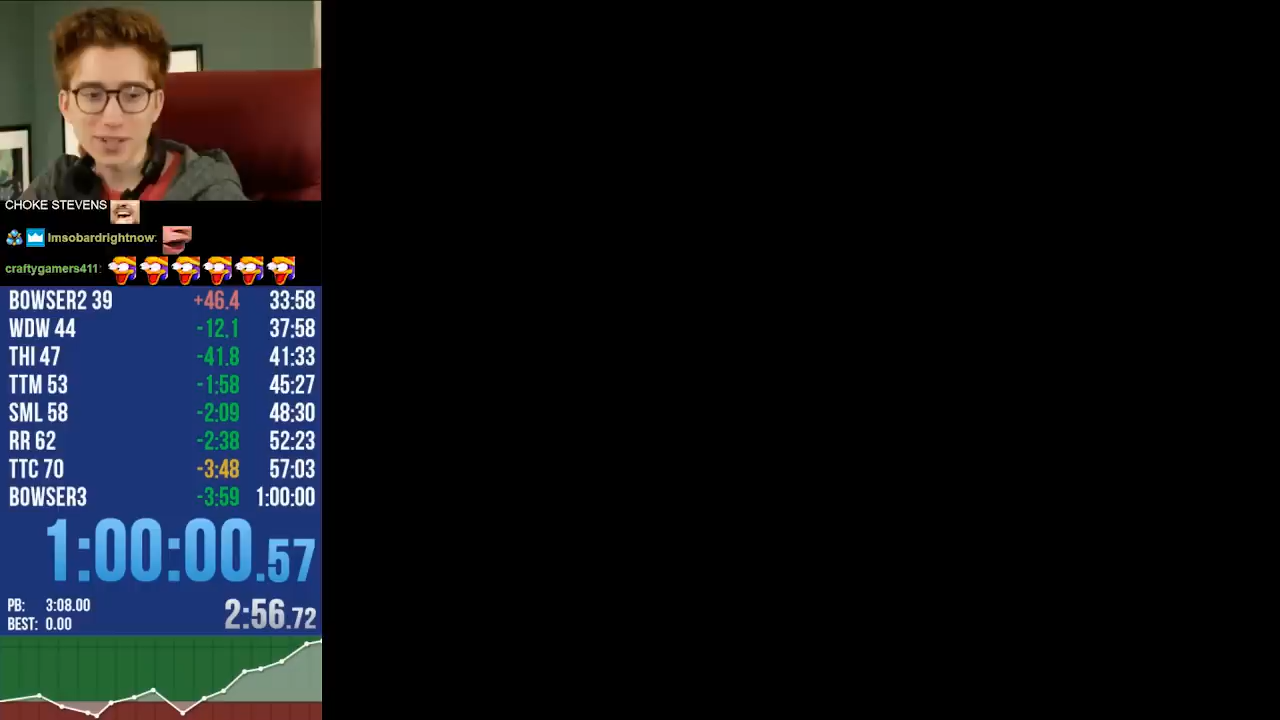 CHOKE STEVENS
Imsobardrightnow:
craftygamers411:
BOWSER2 39 +46.4 33:58
WDW 44 -12.1 37:58
THI 47 -41.8 41:33
TTM 53 -1:58 45:27
SML 58 -2:09 48:30
RR 62 -2:38 52:23
TTC 70 -3:48 57:03
BOWSER3 -3:59 1:00:00
1:00:00.57
PB: 3:08.00 2:56.72
BEST: 0.00